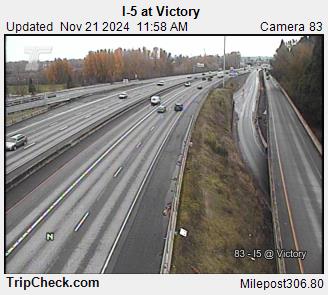 I-5 at Victory
Updated Nov 21 2024 11:58 AM Camera 83
N
83 - I5 @ Victory
TripCheck.com Milepost306.80